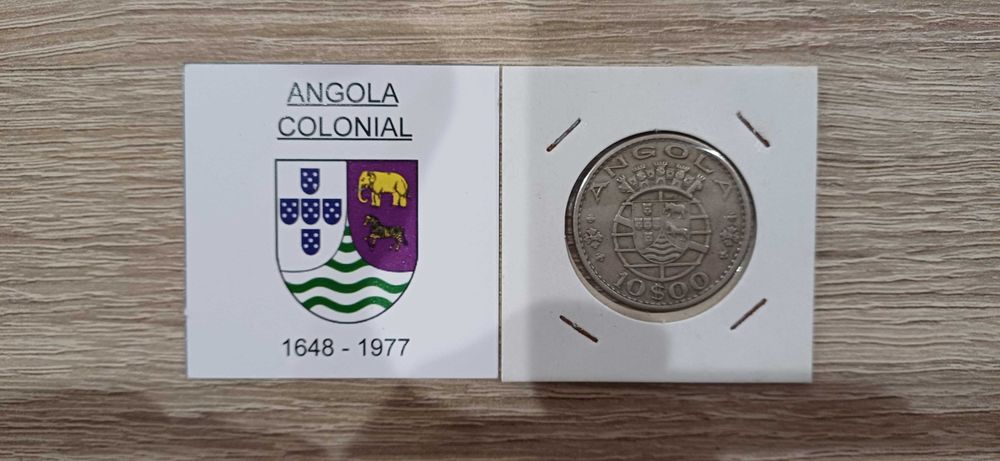 ANGOLA
COLONIAL
1648 - 1977
ANGOLA
10$00